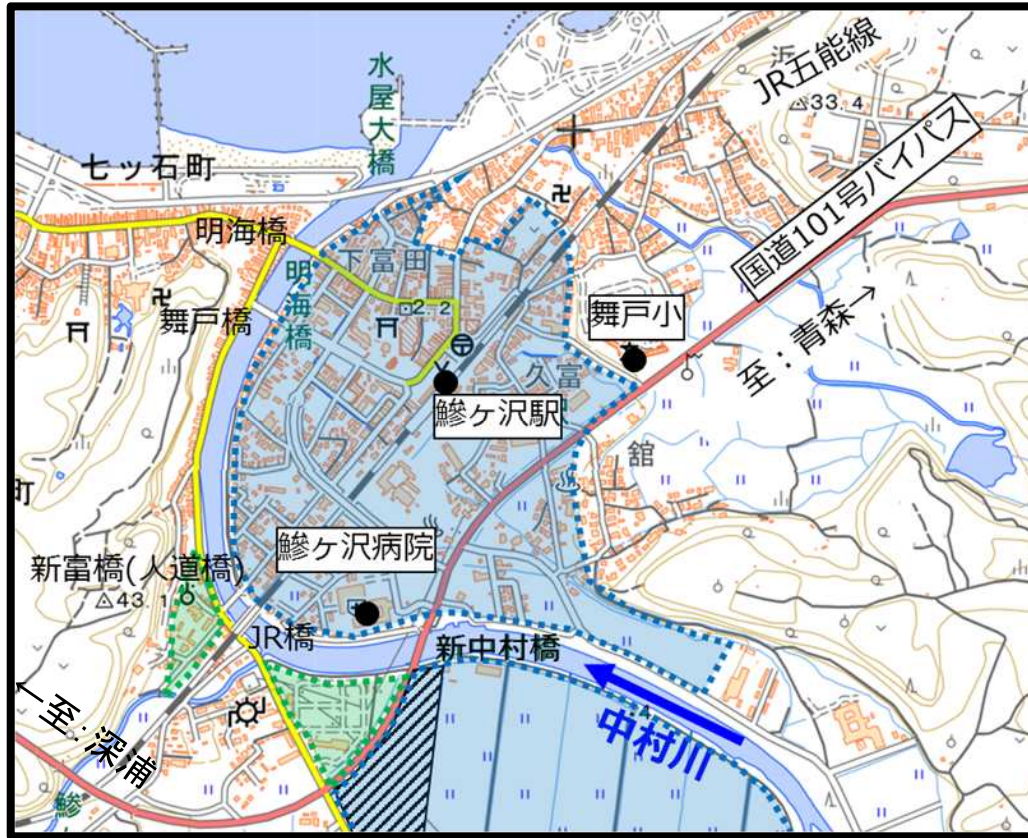 水屋大橋
JR五能線
浜
33.4
七ツ石町
国道101号バイパス
明海橋
下富田
明海橋
2.2
舞戸橋
舞戸小
至：青森→
久富
鰺ヶ沢駅
舘
町
鰺ヶ沢病院
新富橋(人道橋)
43.1
JR橋
新中村橋
←至：深浦
中村川
鰺